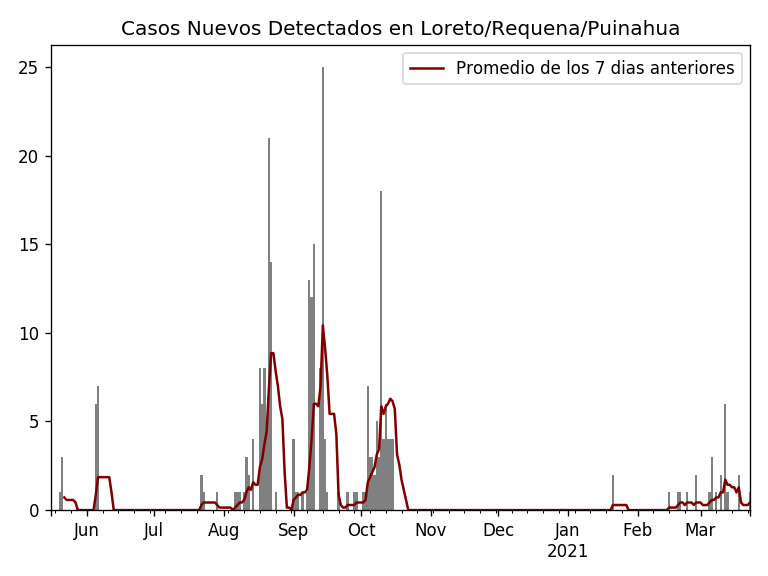 Casos Nuevos Detectados en Loreto/Requena/Puinahua
Promedio de los 7 dias anteriores
25
20
15
10
5
0
Jun Jul Aug Sep Oct Nov Dec Jan Feb Mar
2021